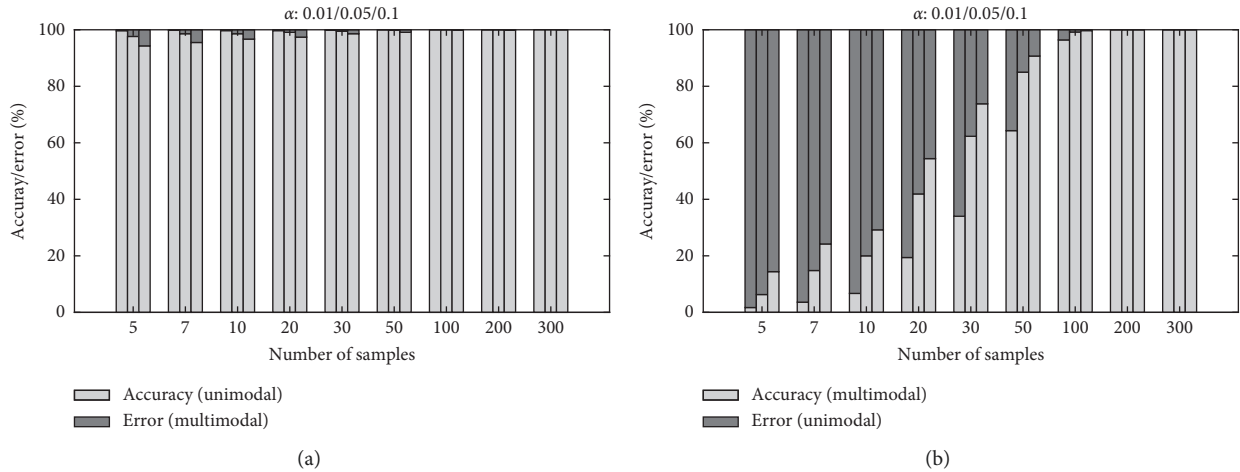 α: 0.01/0.05/0.1
100
80
60
40
20
0
Accuray/error (%)
5 7 10 20 30 50 100 200 300
Number of samples
Accuracy (unimodal)
Error (multimodal)
(a)
α: 0.01/0.05/0.1
100
80
60
40
20
0
Accuray/error (%)
5 7 10 20 30 50 100 200 300
Number of samples
Accuracy (multimodal)
Error (unimodal)
(b)